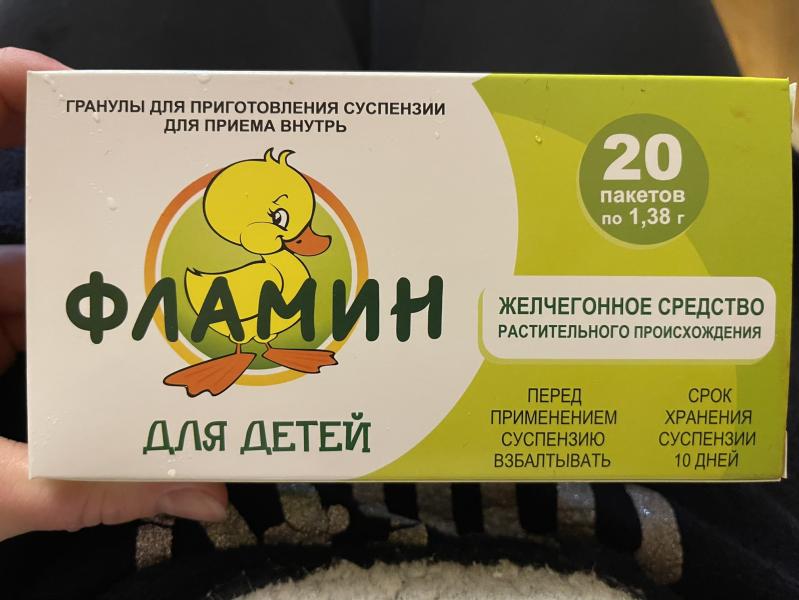 ГРАНУЛЫ ДЛЯ ПРИГОТОВЛЕНИЯ СУСПЕНЗИИ
ДЛЯ ПРИЕМА ВНУТРЬ
20
пакетов
по 1,38 г
ФЛАМИН
ДЛЯ ДЕТЕЙ
ЖЕЛЧЕГОННОЕ СРЕДСТВО
РАСТИТЕЛЬНОГО ПРОИСХОЖДЕНИЯ
ПЕРЕД
ПРИМЕНЕНИЕМ
СУСПЕНЗИЮ
ВЗБАЛТЫВАТЬ
СРОК
ХРАНЕНИЯ
СУСПЕНЗИИ
10 ДНЕЙ